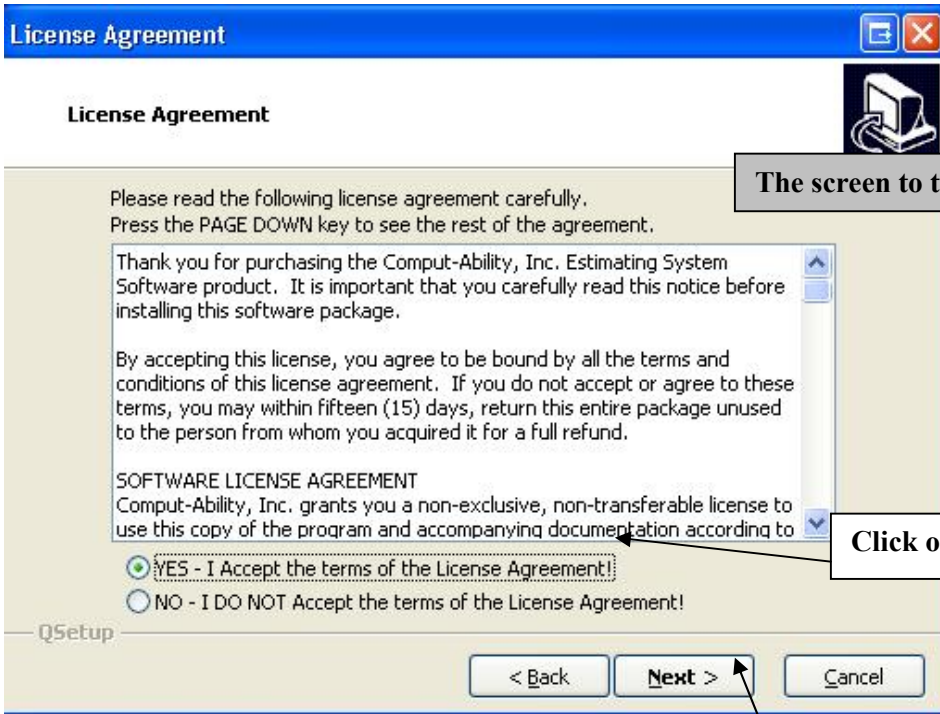 License Agreement
License Agreement
The screen to t
Please read the following license agreement carefully.
Press the PAGE DOWN key to see the rest of the agreement.
Thank you for purchasing the Comput-Ability, Inc. Estimating System
Software product.  It is important that you carefully read this notice before
installing this software package.
By accepting this license, you agree to be bound by all the terms and
conditions of this license agreement.  If you do not accept or agree to these
terms, you may within fifteen (15) days, return this entire package unused
to the person from whom you acquired it for a full refund.
SOFTWARE LICENSE AGREEMENT
Comput-Ability, Inc. grants you a non-exclusive, non-transferable license to
use this copy of the program and accompanying documentation according to
Click o
YES - I Accept the terms of the License Agreement!
NO - I DO NOT Accept the terms of the License Agreement!
QSetup
< Back
Next >
Cancel